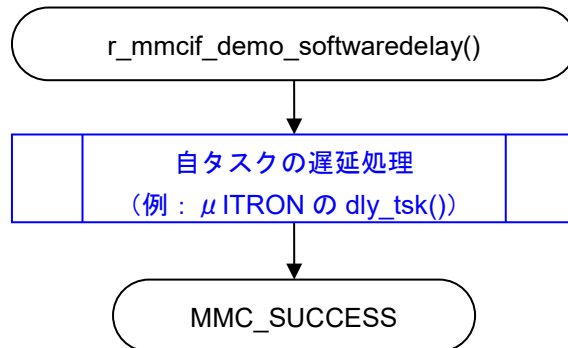 r_mmcif_demo_softwaredelay()
自タスクの遅延処理
（例：μITRON の dly_tsk()）
MMC_SUCCESS